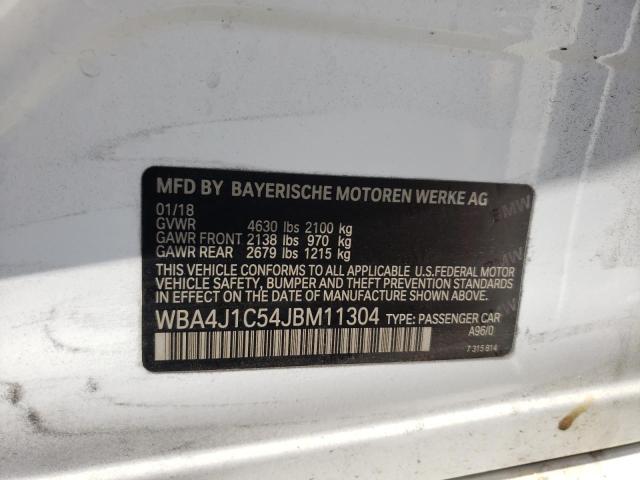 MFD BY BAYERISCHE MOTOREN WERKE AG
01/18
GVWR 4630 lbs 2100 kg
GAWR FRONT 2138 lbs 970 kg
GAWR REAR 2679 lbs 1215 kg
THIS VEHICLE CONFORMS TO ALL APPLICABLE U.S.FEDERAL MOTOR
VEHICLE SAFETY, BUMPER, AND THEFT PREVENTION STANDARDS
IN EFFECT ON THE DATE OF MANUFACTURE SHOWN ABOVE.
WBA4J1C54JBM11304 TYPE: PASSENGER CAR
A96/0
7 315 814